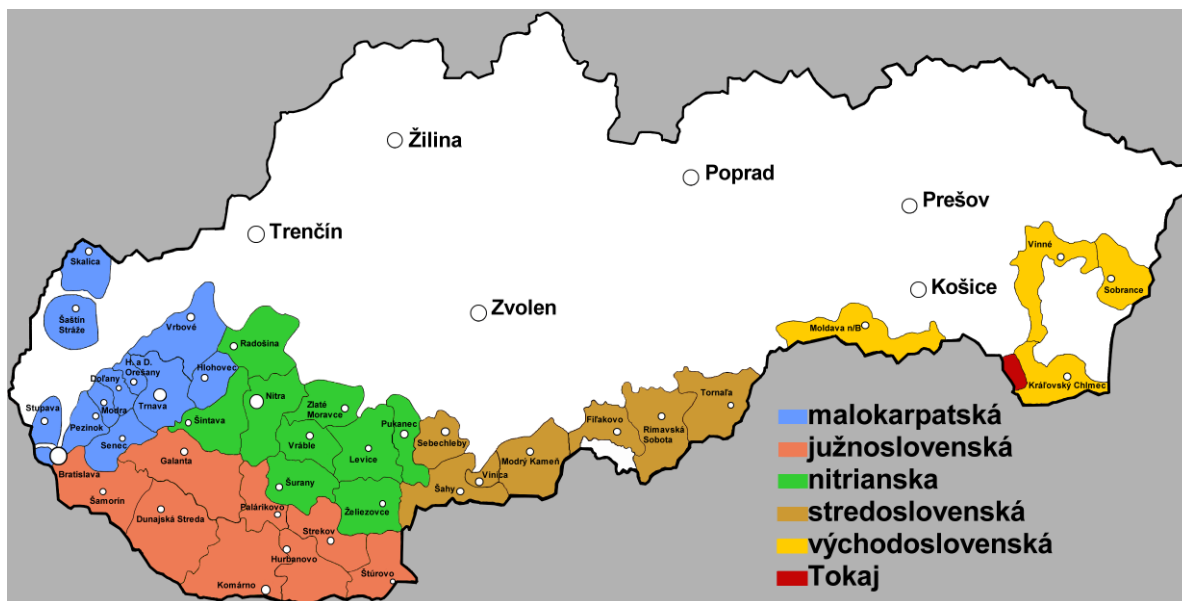 Žilina
Poprad
Prešov
Trenčín
Košice
Zvolen
Skalica
Šaštín
Stráže
Vrbové
Radošina
H. a D.
Orešany
Doľany
Hlohovec
Modra
Trnava
Stupava
Pezinok
Senec
Bratislava
Nitra
Šintava
Zlaté
Moravce
Pukanec
Vráble
Levice
Šurany
Želiezovce
Galanta
Šamorín
Dunajská Streda
Palárikovo
Strekov
Hurbanovo
Komárno
Štúrovo
Sebechleby
Šahy
Vinica
Modrý Kameň
Fiľakovo
Rimavská
Sobota
Tornaľa
Moldava n/B
Vinné
Sobrance
Kráľovský Chlmec
malokarpatská
južnoslovenská
nitrianska
stredoslovenská
východoslovenská
Tokaj